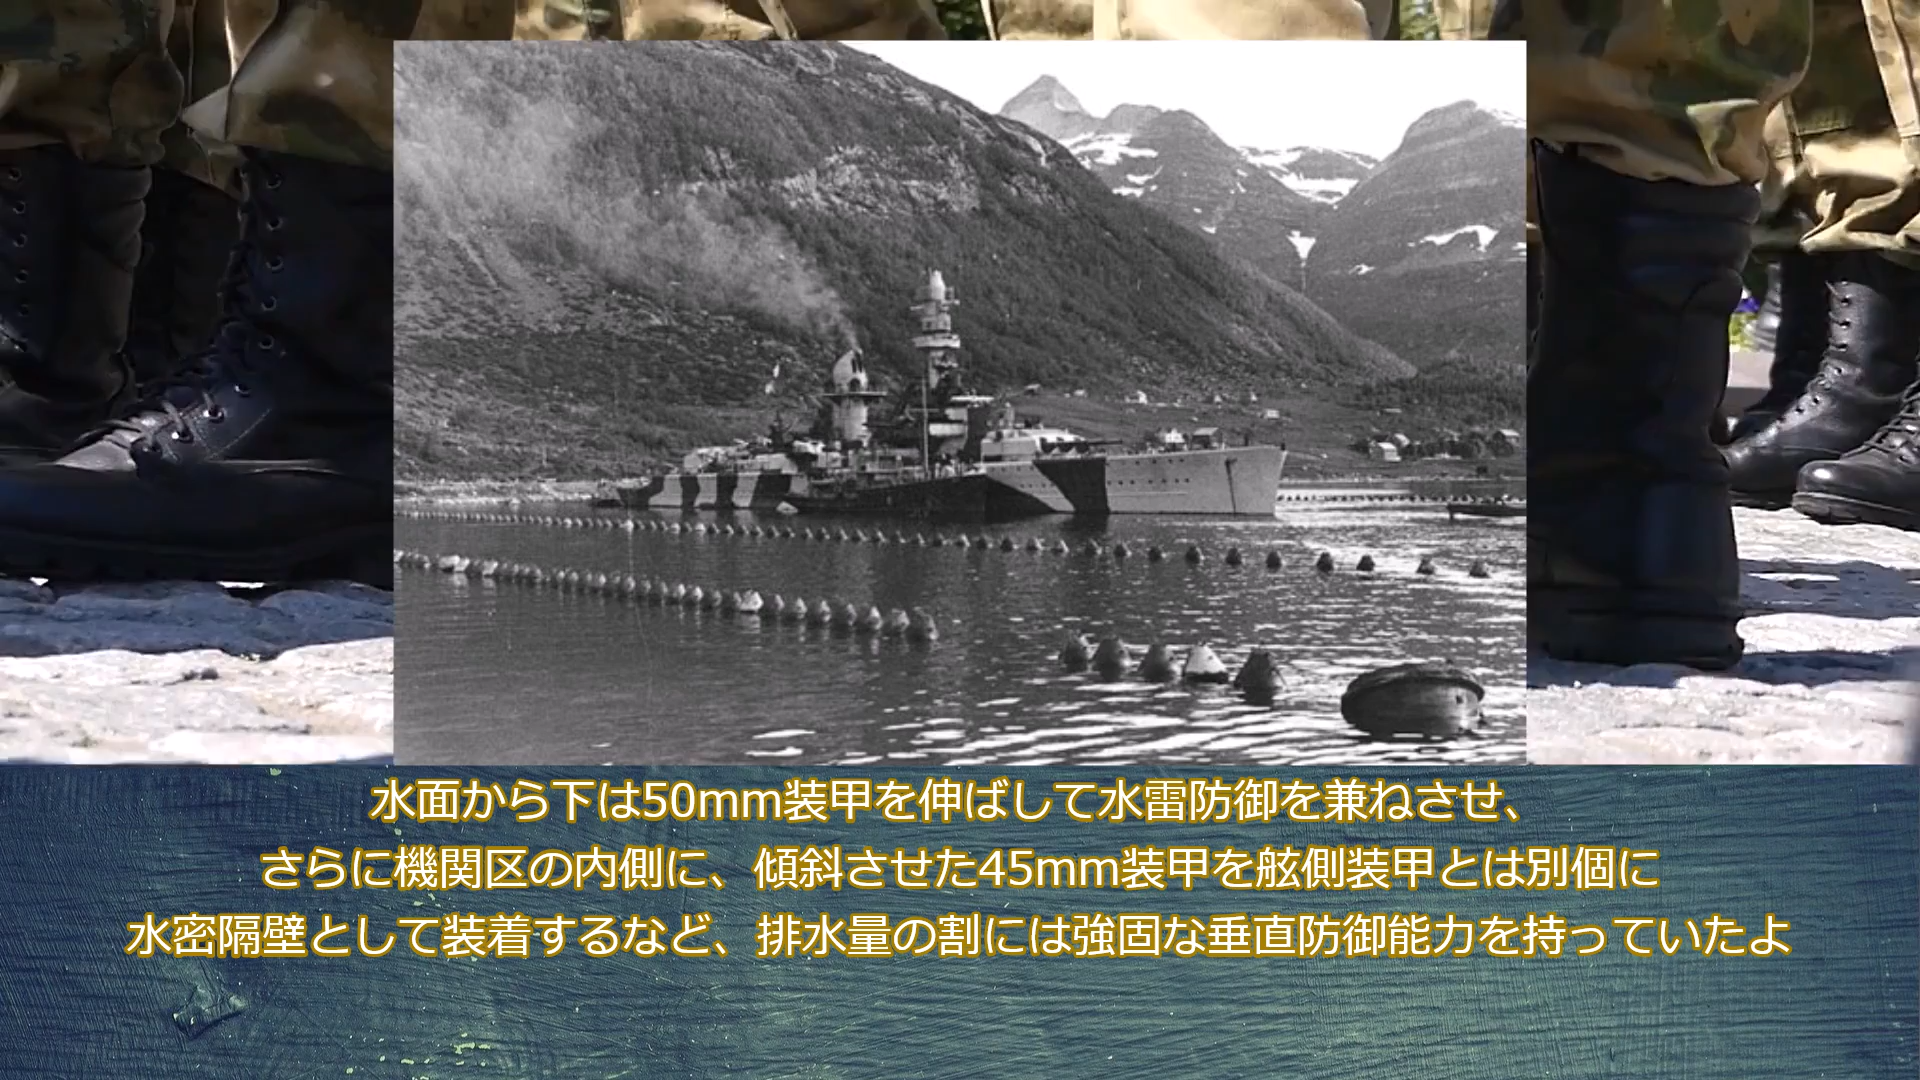 水面から下は50mm装甲を伸ばして水雷防御を兼ねさせ、
さらに機関区の内側に、傾斜させた45mm装甲を舷側装甲とは別個に
水密隔壁として装着するなど、排水量の割には強固な垂直防御能力を持っていたよ